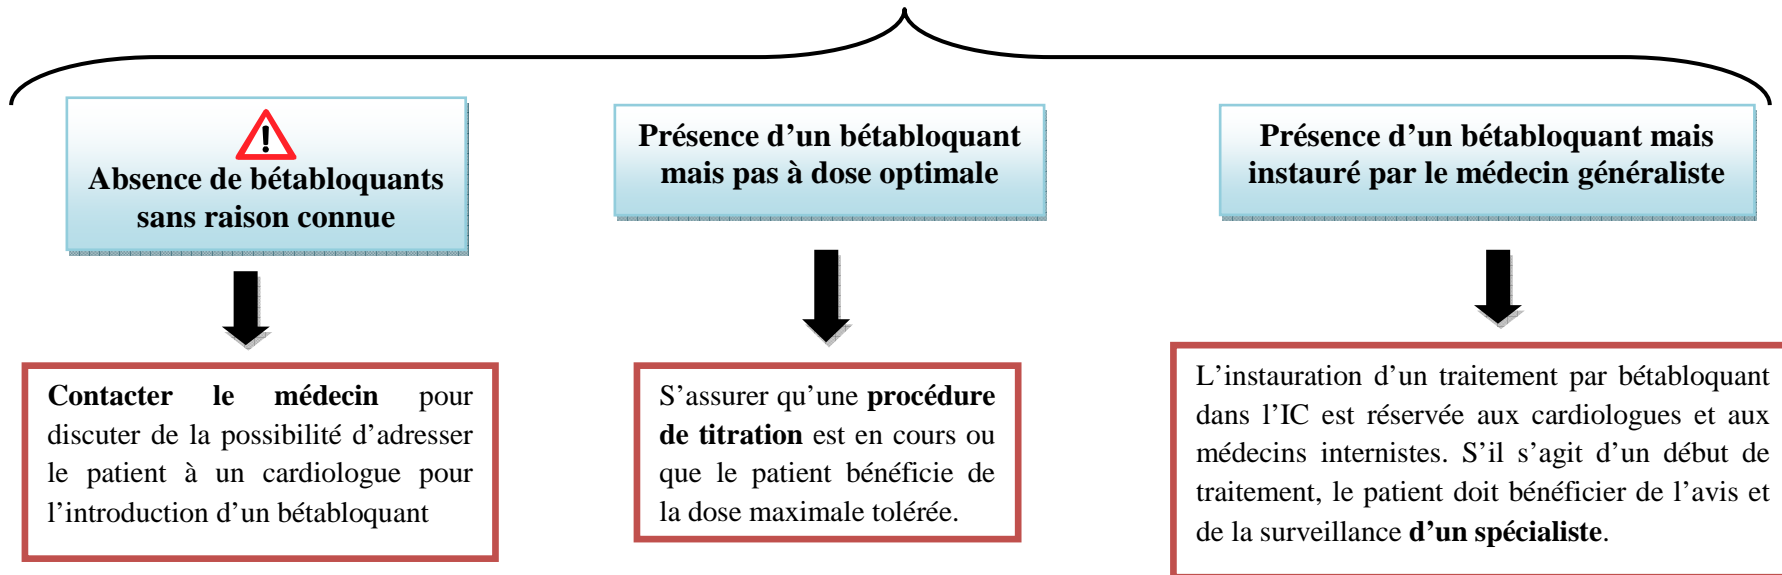 !
Absence de bétabloquants
sans raison connue
Présence d’un bétabloquant
mais pas à dose optimale
Présence d’un bétabloquant mais
instauré par le médecin généraliste
Contacter le médecin pour
discuter de la possibilité d’adresser
le patient à un cardiologue pour
l’introduction d’un bétabloquant
S’assurer qu’une procédure
de titration est en cours ou
que le patient bénéficie de
la dose maximale tolérée.
L’instauration d’un traitement par bétabloquant
dans l’IC est réservée aux cardiologues et aux
médecins internistes. S’il s’agit d’un début de
traitement, le patient doit bénéficier de l’avis et
de la surveillance d’un spécialiste.